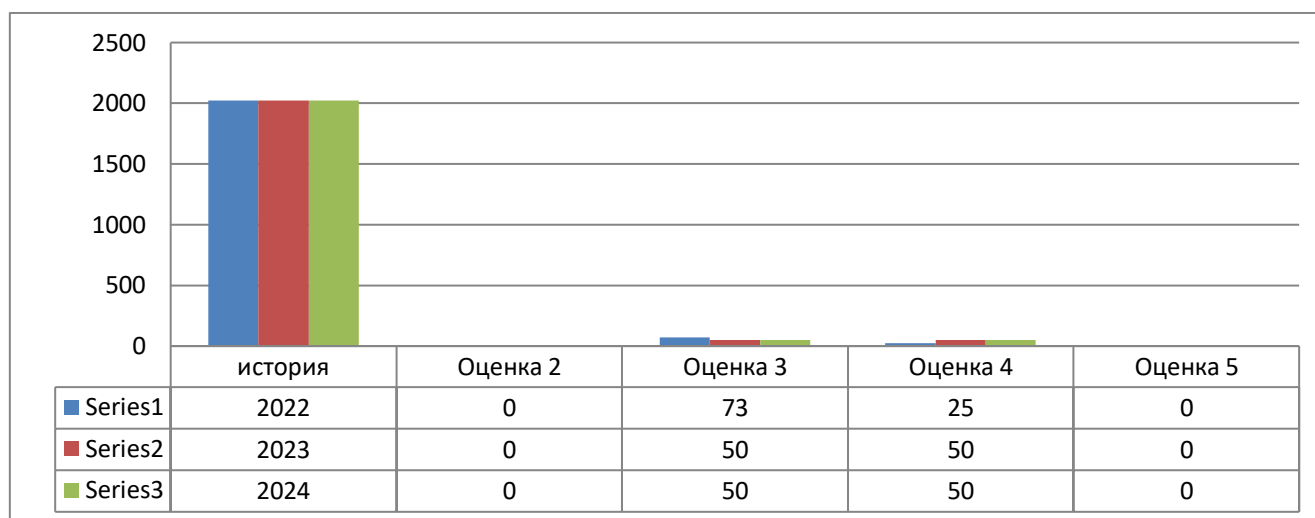 2500
2000
1500
1000
500
0
история Оценка 2 Оценка 3 Оценка 4 Оценка 5
Series1 2022 0 73 25 0
Series2 2023 0 50 50 0
Series3 2024 0 50 50 0